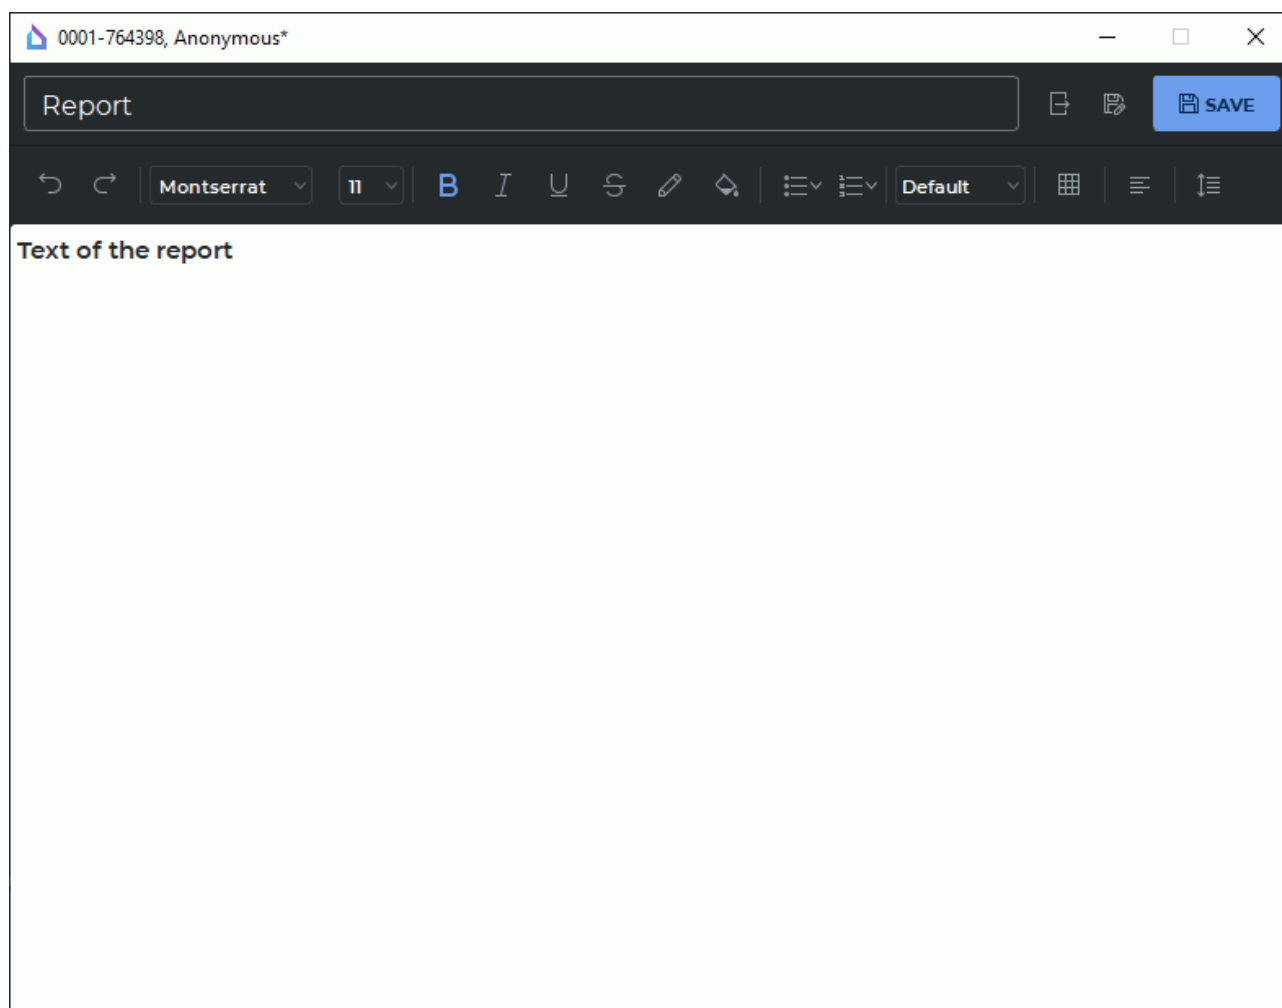 0001-764398, Anonymous*
Report
SAVE
Montserrat 11 B I U S Default
Text of the report